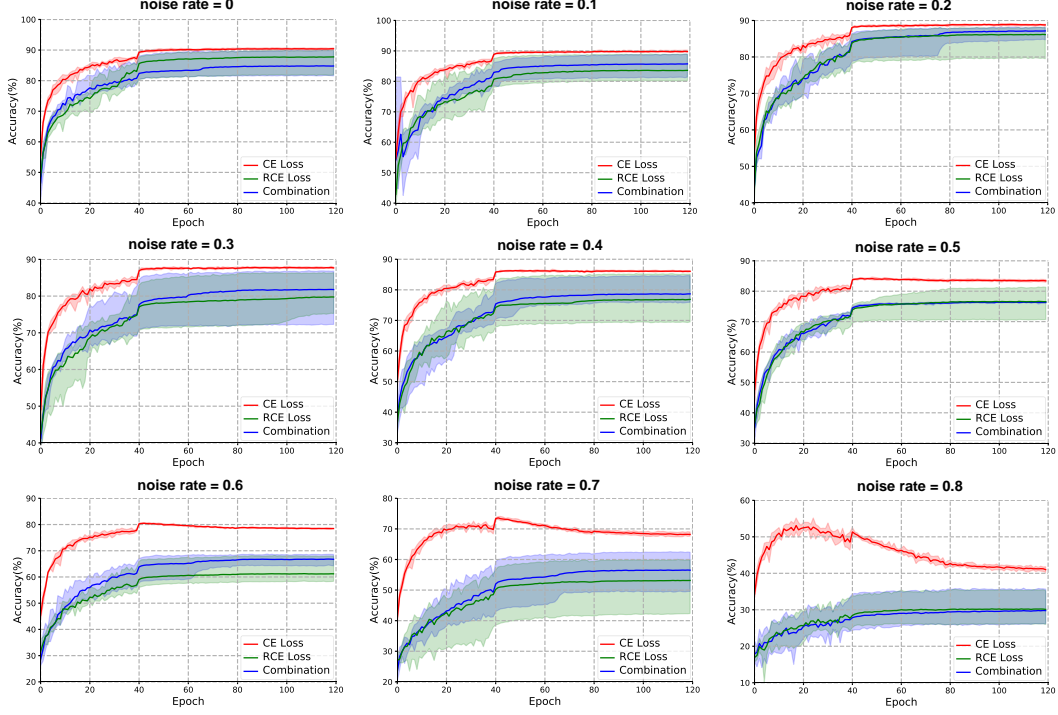 noise rate = 0
noise rate = 0.1
noise rate = 0.2
Accuracy(%)
100
90
80
70
60
50
40
0
20
40
60
80
100
120
Epoch
CE Loss
RCE Loss
Combination
Accuracy(%)
100
90
80
70
60
50
40
0
20
40
60
80
100
120
Epoch
CE Loss
RCE Loss
Combination
Accuracy(%)
90
80
70
60
50
40
0
20
40
60
80
100
120
Epoch
CE Loss
RCE Loss
Combination
noise rate = 0.3
noise rate = 0.4
noise rate = 0.5
Accuracy(%)
90
80
70
60
50
40
0
20
40
60
80
100
120
Epoch
CE Loss
RCE Loss
Combination
Accuracy(%)
90
80
70
60
50
40
30
0
20
40
60
80
100
120
Epoch
CE Loss
RCE Loss
Combination
Accuracy(%)
90
80
70
60
50
40
30
0
20
40
60
80
100
120
Epoch
CE Loss
RCE Loss
Combination
noise rate = 0.6
noise rate = 0.7
noise rate = 0.8
Accuracy(%)
90
80
70
60
50
40
30
20
0
20
40
60
80
100
120
Epoch
CE Loss
RCE Loss
Combination
Accuracy(%)
80
70
60
50
40
30
20
0
20
40
60
80
100
120
Epoch
CE Loss
RCE Loss
Combination
Accuracy(%)
60
50
40
30
20
10
0
20
40
60
80
100
120
Epoch
CE Loss
RCE Loss
Combination